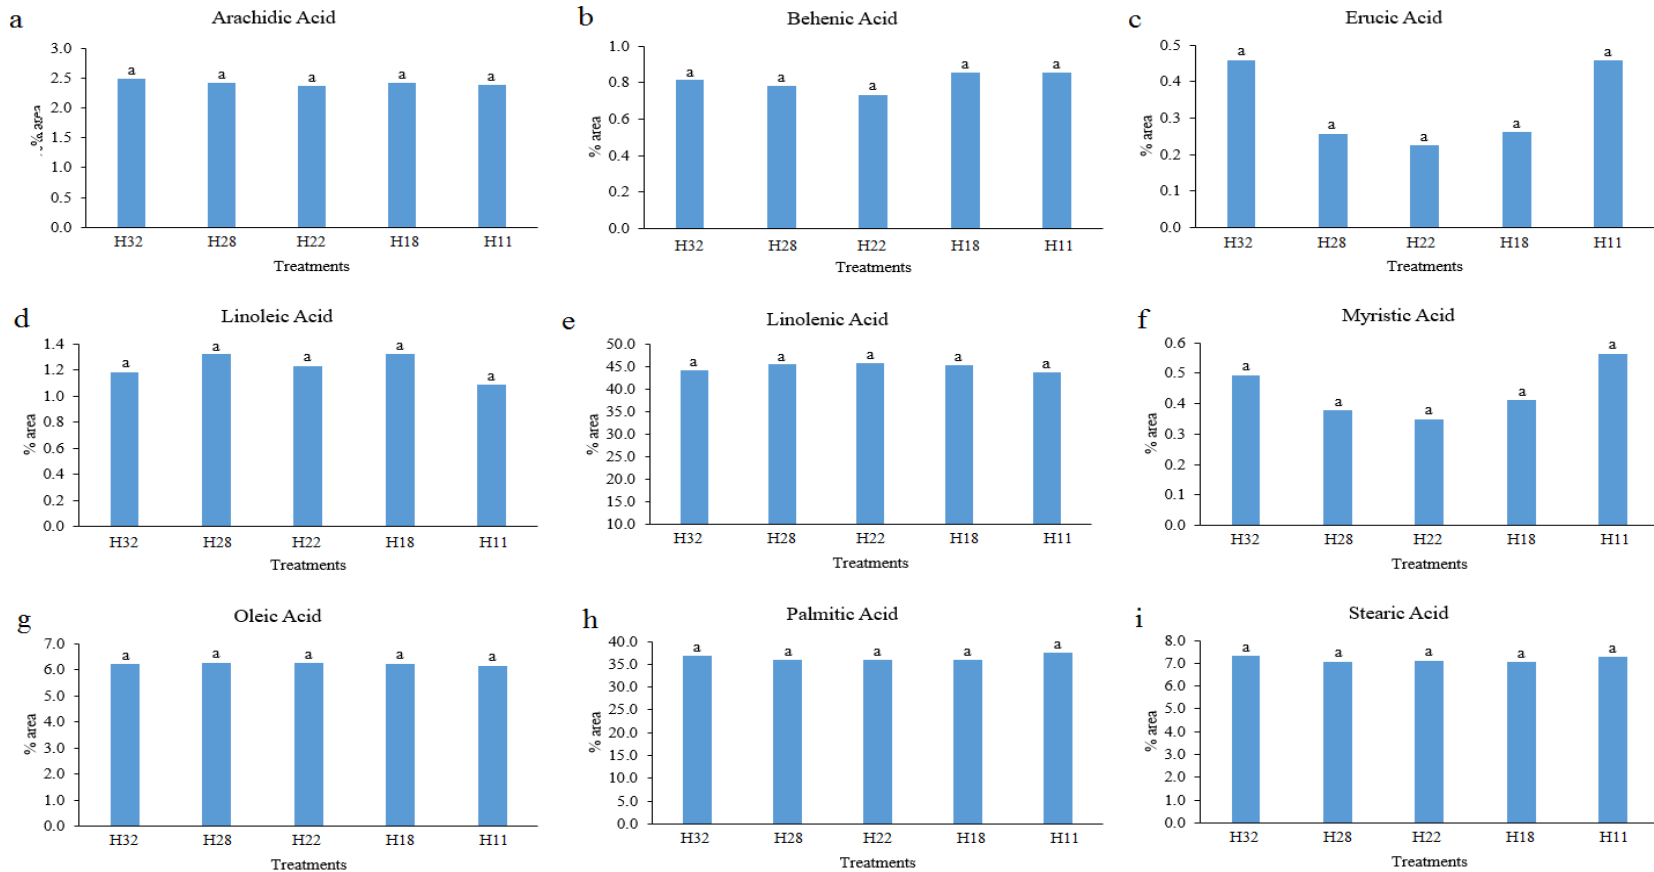 a
Arachidic Acid
3.0
2.5
2.0
1.5
1.0
0.5
0.0
% area
a a a a a
H32 H28 H22 H18 H11
Treatments
b
Behenic Acid
1.0
0.8
0.6
0.4
0.2
0.0
% area
a a a a a
H32 H28 H22 H18 H11
Treatments
c
Erucic Acid
0.5
0.4
0.3
0.2
0.1
0.0
% area
a a a a a
H32 H28 H22 H18 H11
Treatments
d
Linoleic Acid
1.4
1.2
1.0
0.8
0.6
0.4
0.2
0.0
% area
a a a a a
H32 H28 H22 H18 H11
Treatments
e
Linolenic Acid
50.0
45.0
40.0
35.0
30.0
25.0
20.0
15.0
10.0
% area
a a a a a
H32 H28 H22 H18 H11
Treatments
f
Myristic Acid
0.6
0.5
0.4
0.3
0.2
0.1
0.0
% area
a a a a a
H32 H28 H22 H18 H11
Treatments
g
Oleic Acid
7.0
6.0
5.0
4.0
3.0
2.0
1.0
0.0
% area
a a a a a
H32 H28 H22 H18 H11
Treatments
h
Palmitic Acid
40.0
35.0
30.0
25.0
20.0
15.0
10.0
5.0
0.0
% area
a a a a a
H32 H28 H22 H18 H11
Treatments
i
Stearic Acid
8.0
7.0
6.0
5.0
4.0
3.0
2.0
1.0
0.0
% area
a a a a a
H32 H28 H22 H18 H11
Treatments